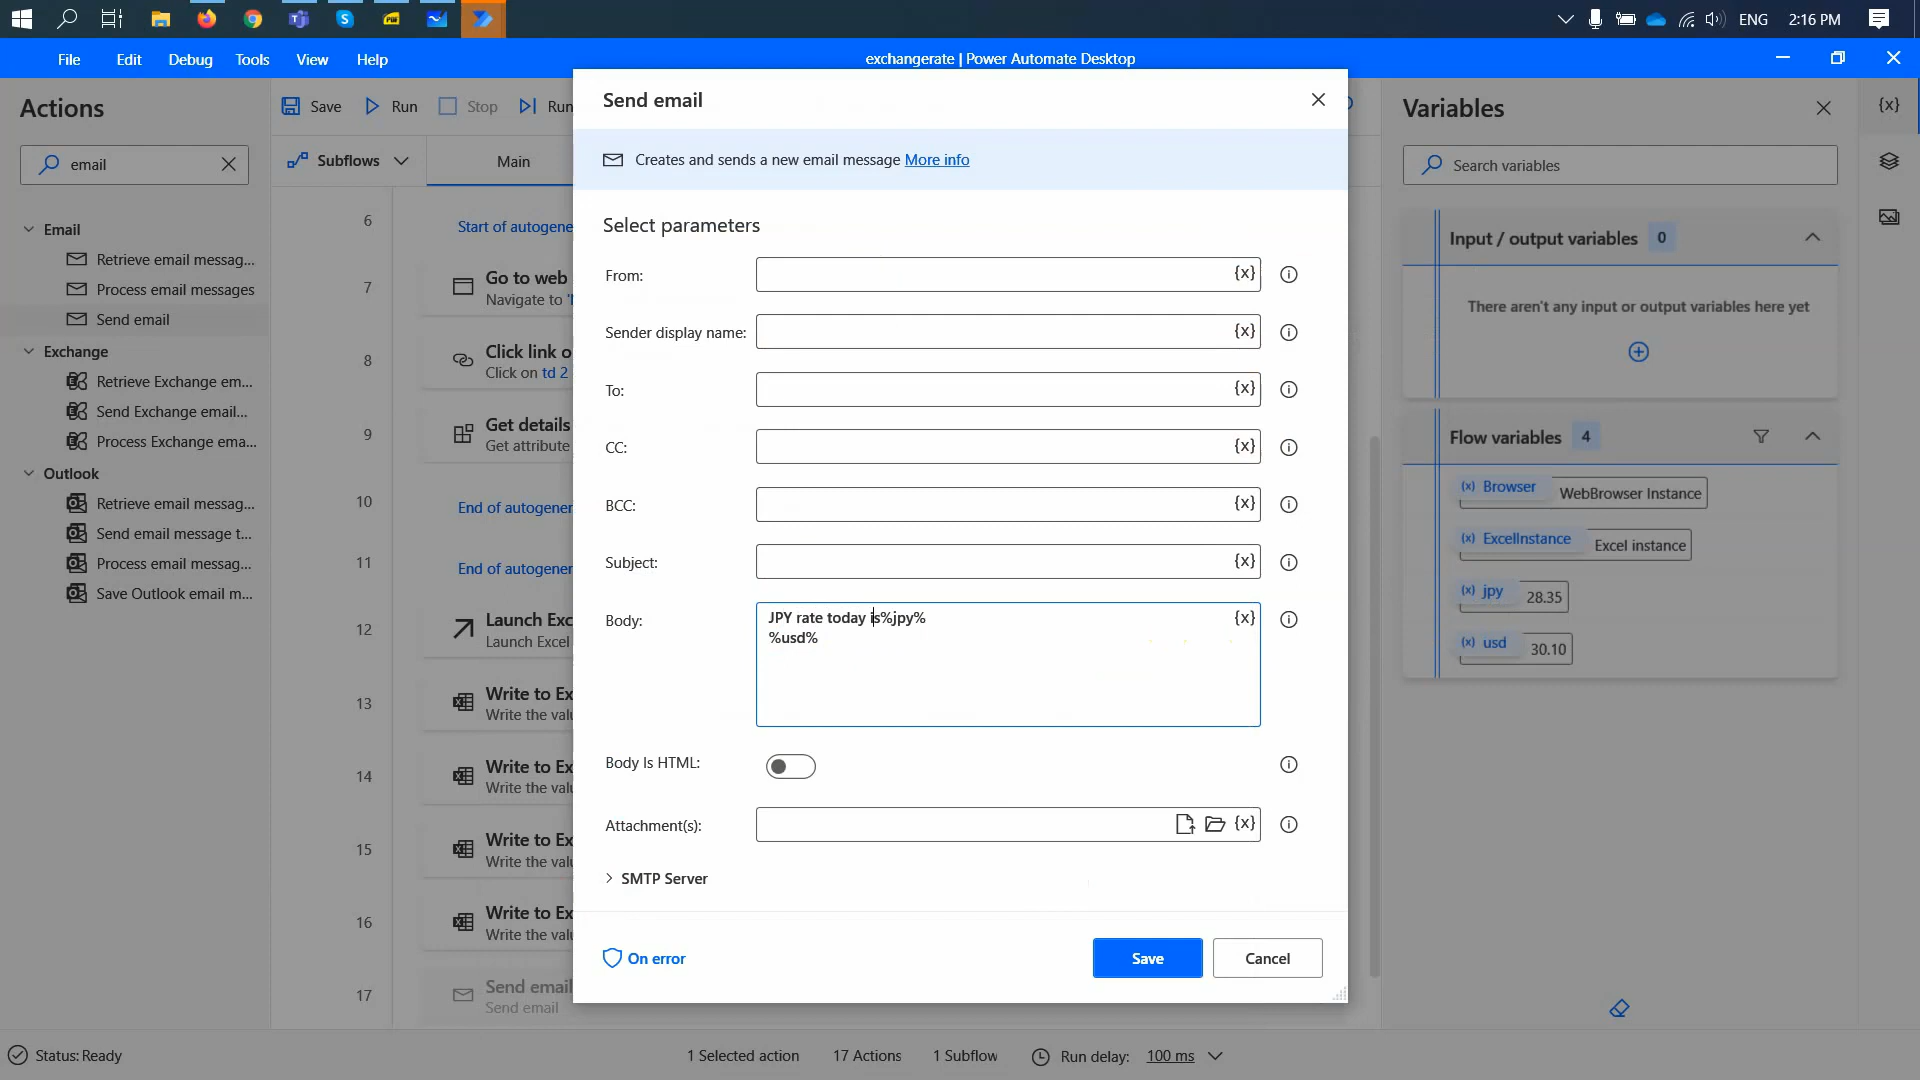 ENG
2:16 PM
File
Edit
Debug
Tools
View
Help
exchangerate | Power Automate Desktop
Actions
email
Email
Retrieve email messag...
Process email messages
Send email
Exchange
Retrieve Exchange em...
Send Exchange email...
Process Exchange ema...
Outlook
Retrieve email messag...
Send email message t...
Process email messag...
Save Outlook email m...
Save
Run
Stop
Run
Subflows
Main
6
Start of autogene
7
Go to web
Navigate to
8
Click link o
Click on td 2
9
Get details
Get attribute
10
End of autogener
11
End of autogener
12
Launch Exce
Launch Excel
13
Write to Ex
Write the valu
14
Write to Ex
Write the valu
15
Write to Ex
Write the valu
16
Write to Ex
Write the valu
17
Send email
Send email
Send email
Creates and sends a new email message More info
Select parameters
From:
{x}
Sender display name:
{x}
To:
{x}
CC:
{x}
BCC:
{x}
Subject:
{x}
Body:
JPY rate today is%jpy%
%usd%
{x}
Body Is HTML:
Attachment(s):
{x}
SMTP Server
On error
Save
Cancel
Variables
{x}
Search variables
Input / output variables 0
There aren't any input or output variables here yet
Flow variables 4
(x) Browser WebBrowser Instance
(x) ExcelInstance Excel instance
(x) jpy 28.35
(x) usd 30.10
Status: Ready
1 Selected action
17 Actions
1 Subflow
Run delay:
100 ms